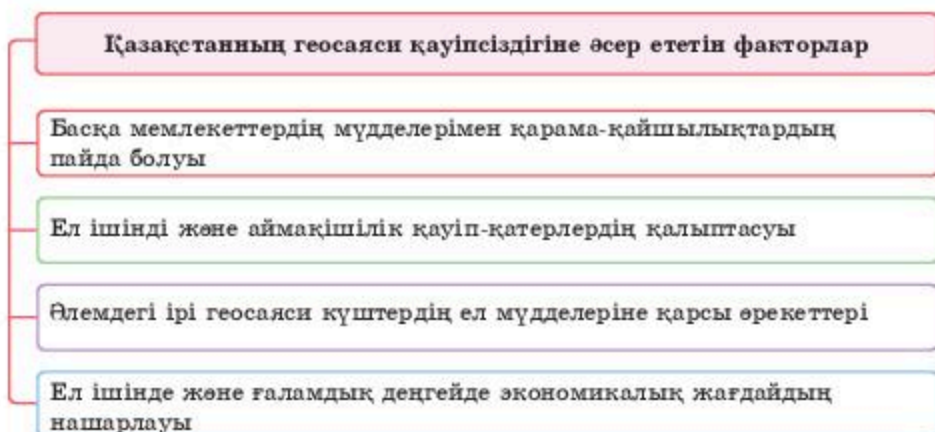 Қазақстанның геосаяси қауіпсіздігіне әсер ететін факторлар
Басқа мемлекеттердің мүдделерімен қарама-қайшылықтардың
пайда болуы
Ел ішінді және аймақішілік қауіп-қатерлердің қалыптасуы
Әлемдегі ірі геосаяси күштердің ел мүдделеріне қарсы әрекеттері
Ел ішінде және ғаламдық деңгейде экономикалық жағдайдың
нашарлауы